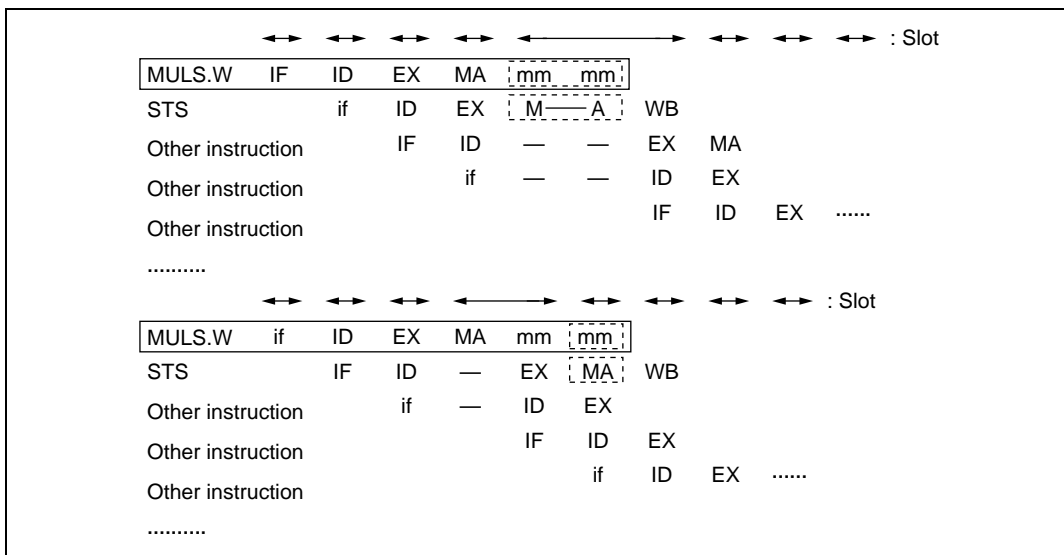 : Slot
MULS.W IF ID EX MA mm mm
STS if ID EX M — A WB
Other instruction IF ID — — EX MA
Other instruction if — — ID EX
Other instruction IF ID EX ......
..........
: Slot
MULS.W if ID EX MA mm mm
STS IF ID — EX MA WB
Other instruction if — ID EX
Other instruction IF ID EX
Other instruction if ID EX ......
..........